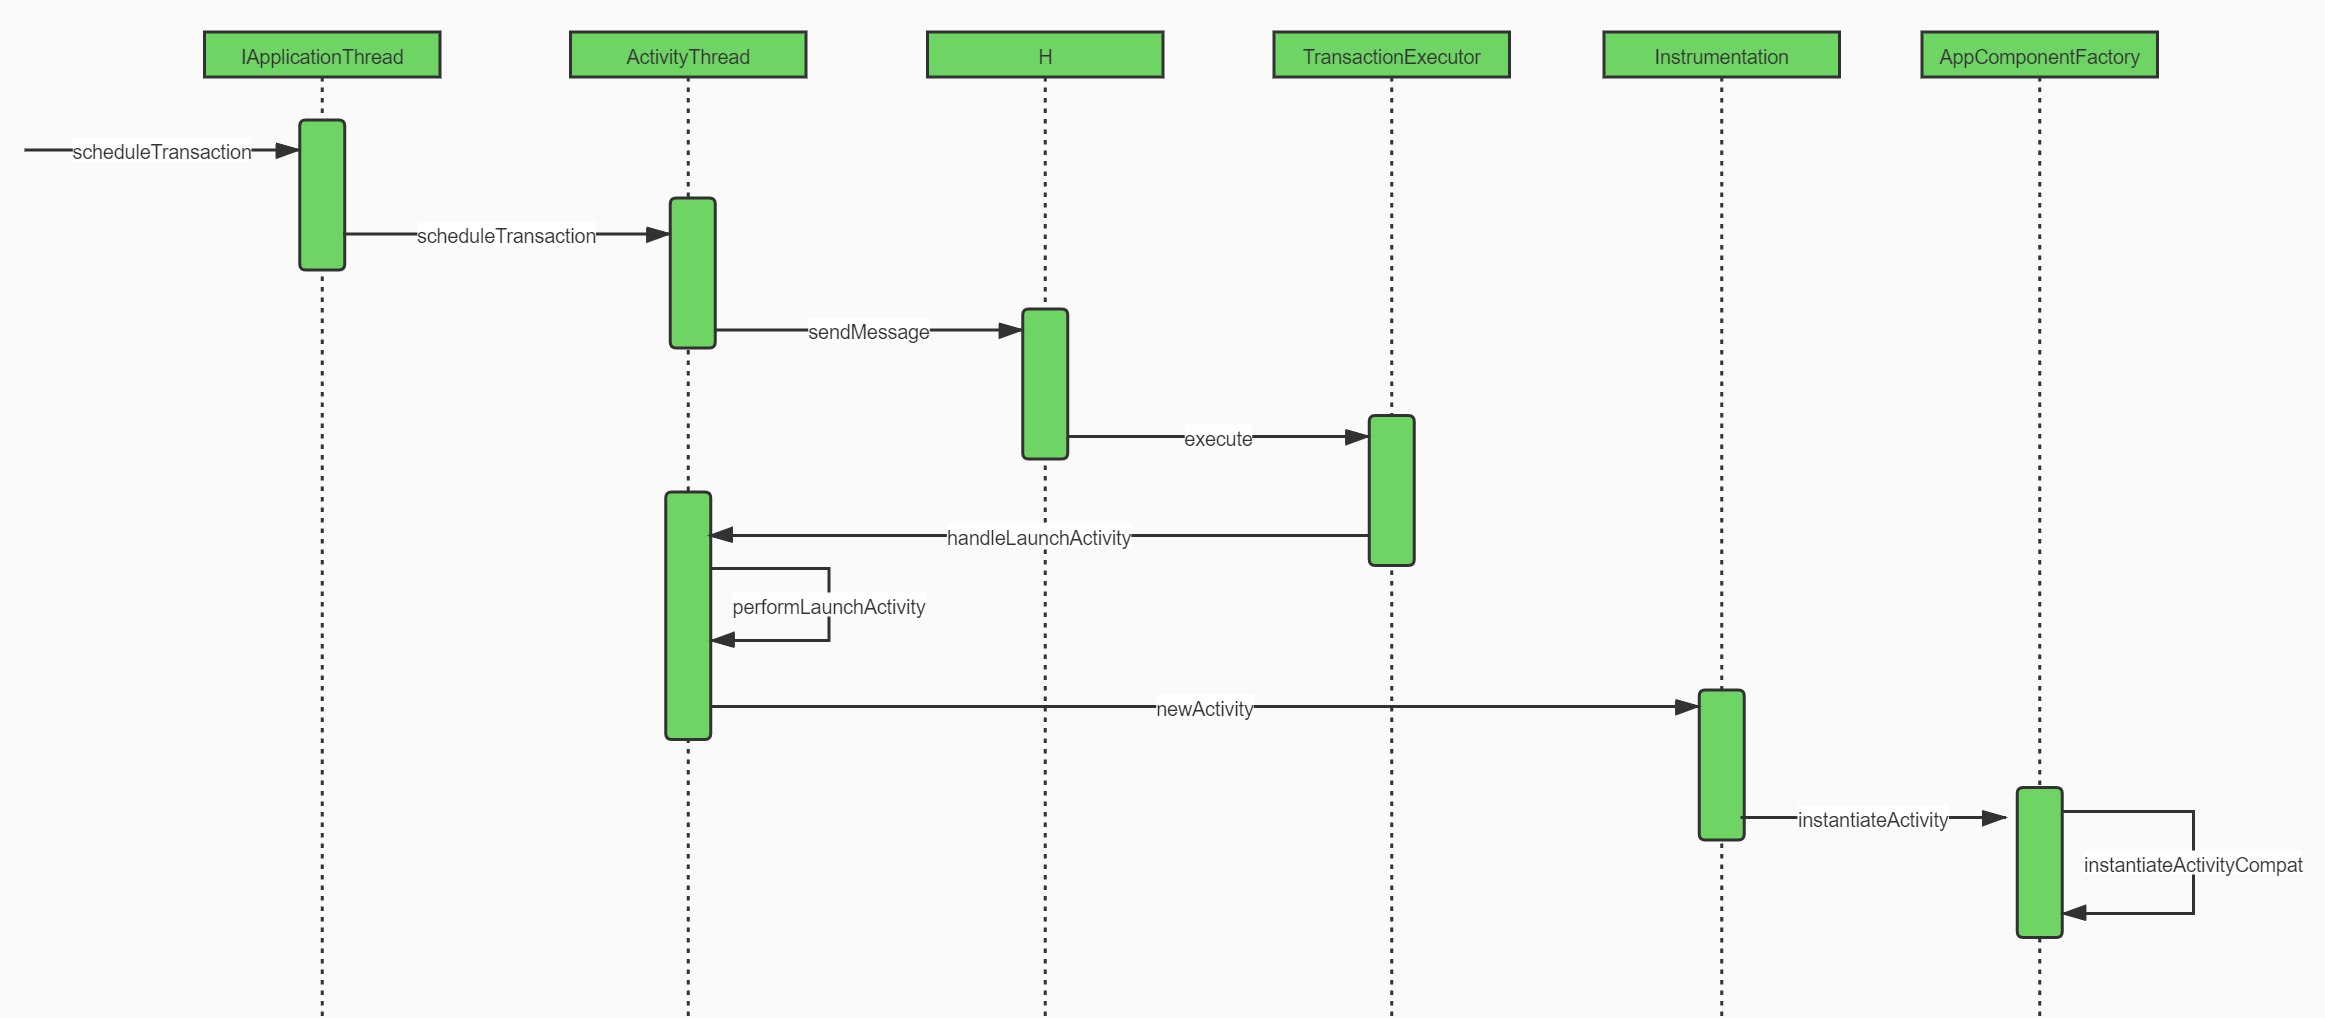 IApplicationThread
ActivityThread
H
TransactionExecutor
Instrumentation
AppComponentFactory
scheduleTransaction
scheduleTransaction
sendMessage
execute
handleLaunchActivity
performLaunchActivity
newActivity
instantiateActivity
instantiateActivityCompat